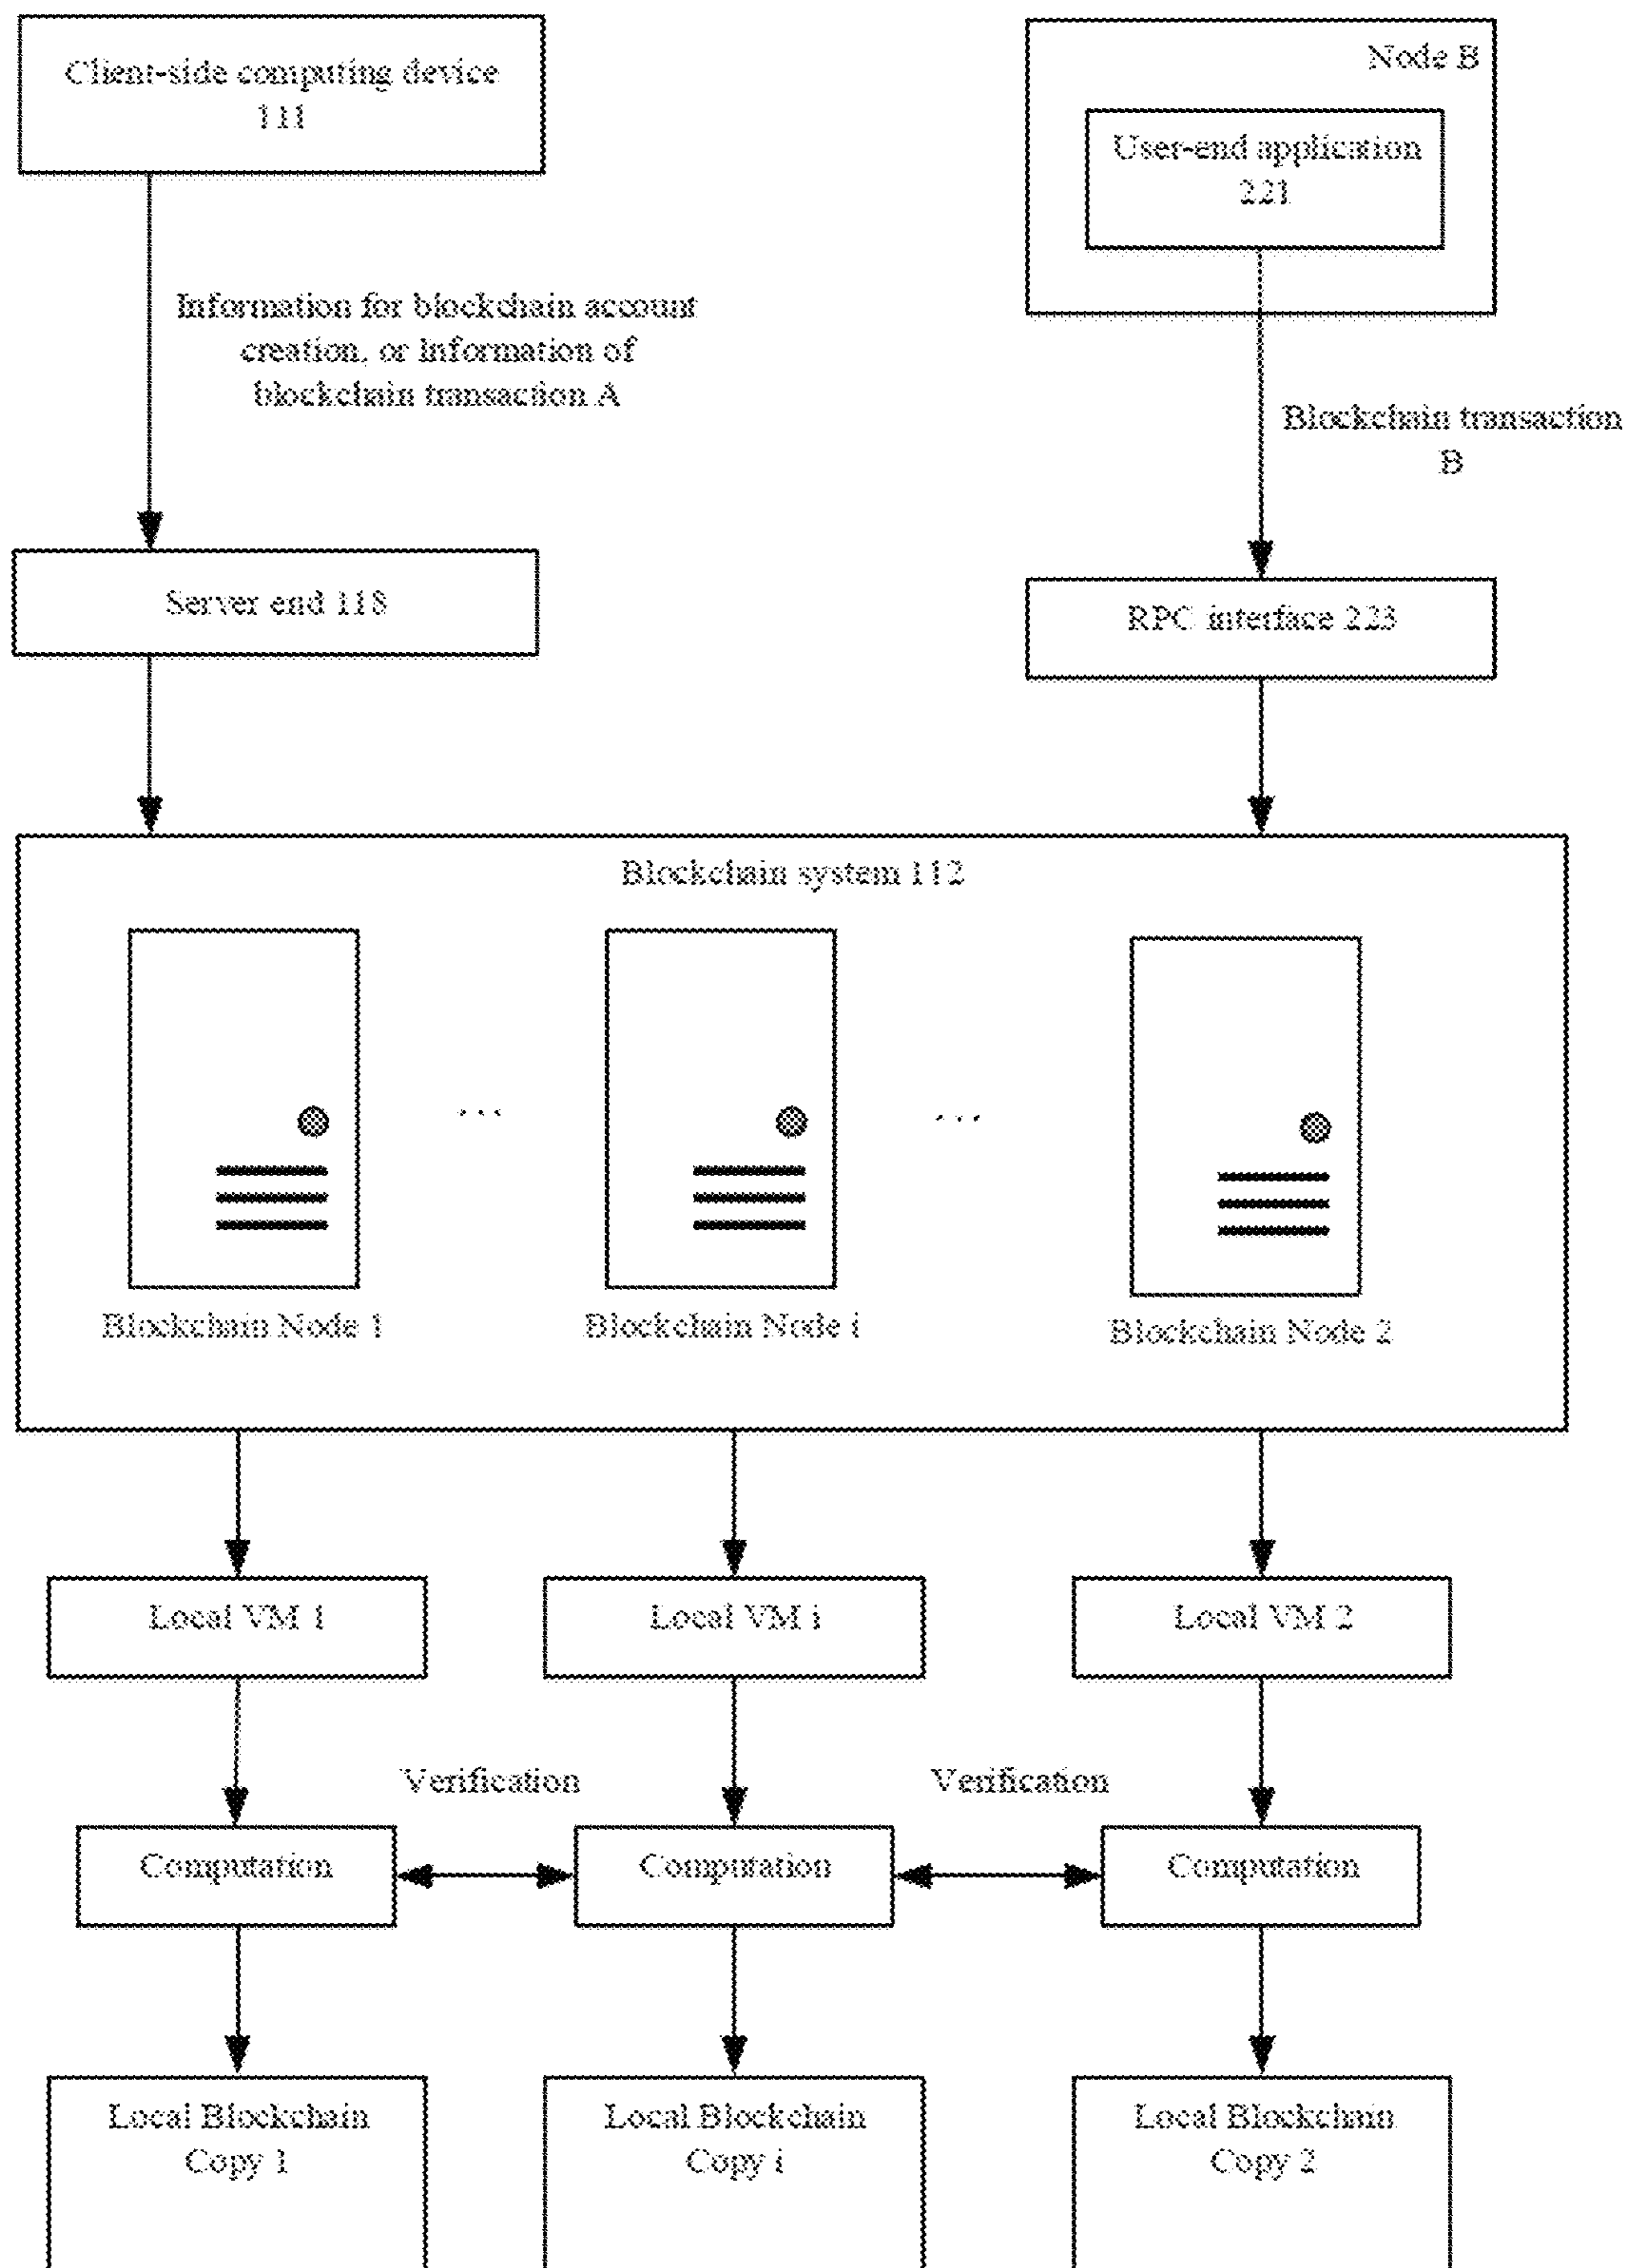 Client-side computing device
111
Node B
User-end application
221
Information for blockchain account
creation, or Information of
blockchain transaction A
Blockchain transaction
B
Server end 118
RPC interface 223
Blockchain system 112
...
...
Blockchain Node 1
Blockchain Node i
Blockchain Node 2
Local VM 1
Local VM i
Local VM 2
Verification
Verification
Computation
Computation
Computation
Local Blockchain
Copy 1
Local Blockchain
Copy i
Local Blockchain
Copy 2